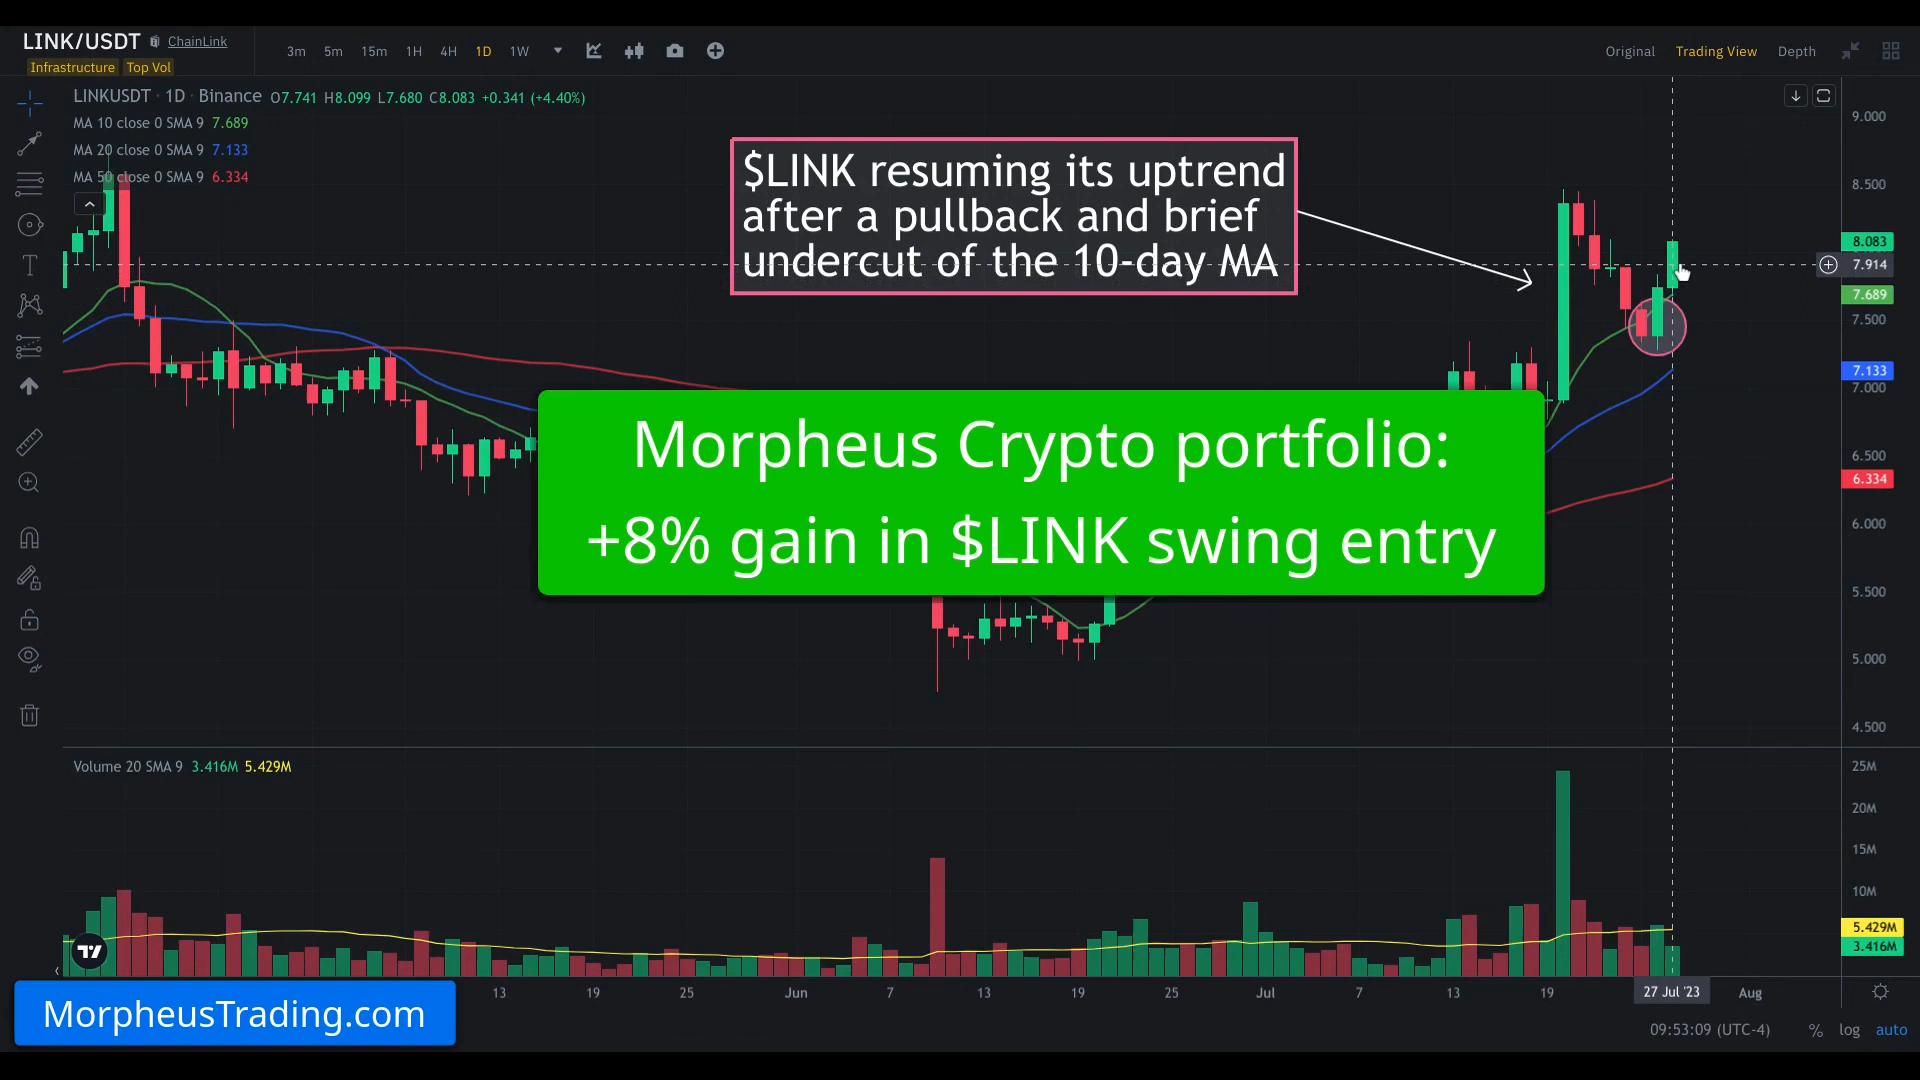 LINK/USDT ChainLink
Infrastructure Top Vol
3m 5m 15m 1H 4H 1D 1W
Original Trading View Depth
LINKUSDT · 1D · Binance O7.741 H8.099 L7.680 C8.083 +0.341 (+4.40%)
MA 10 close 0 SMA 9 7.689
MA 20 close 0 SMA 9 7.133
MA 50 close 0 SMA 9 6.334
$LINK resuming its uptrend
after a pullback and brief
undercut of the 10-day MA
Morpheus Crypto portfolio:
+8% gain in $LINK swing entry
9.000
8.500
8.083
7.914
7.689
7.500
7.133
7.000
6.500
6.334
6.000
5.500
5.000
4.500
Volume 20 SMA 9 3.416M 5.429M
25M
20M
15M
10M
5.429M
3.416M
13 19 25 Jun 7 13 19 25 Jul 7 13 19 27 Jul '23 Aug
MorpheusTrading.com
09:53:09 (UTC-4) % log auto